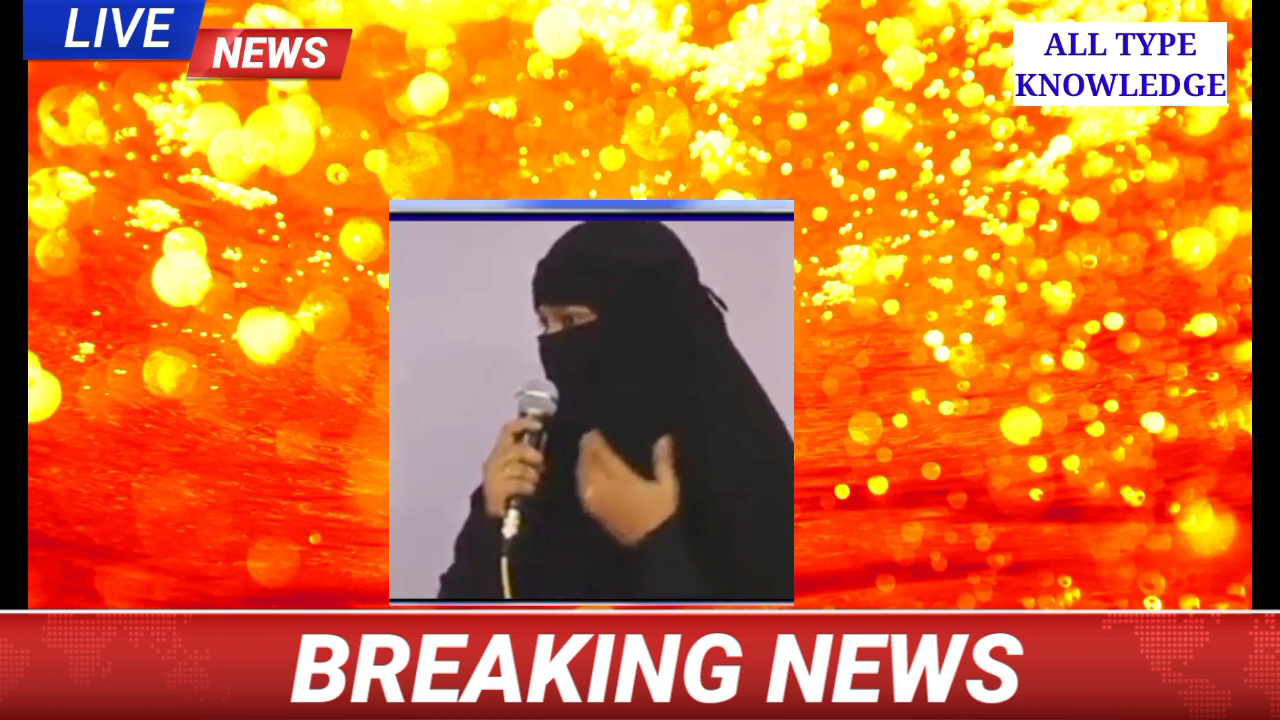 LIVE
NEWS
ALL TYPE
KNOWLEDGE
BREAKING NEWS